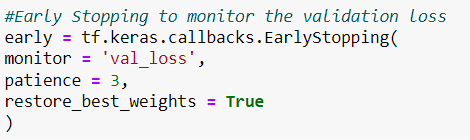 #Early Stopping to monitor the validation loss
early = tf.keras.callbacks.EarlyStopping(
monitor = 'val_loss',
patience = 3,
restore_best_weights = True
)